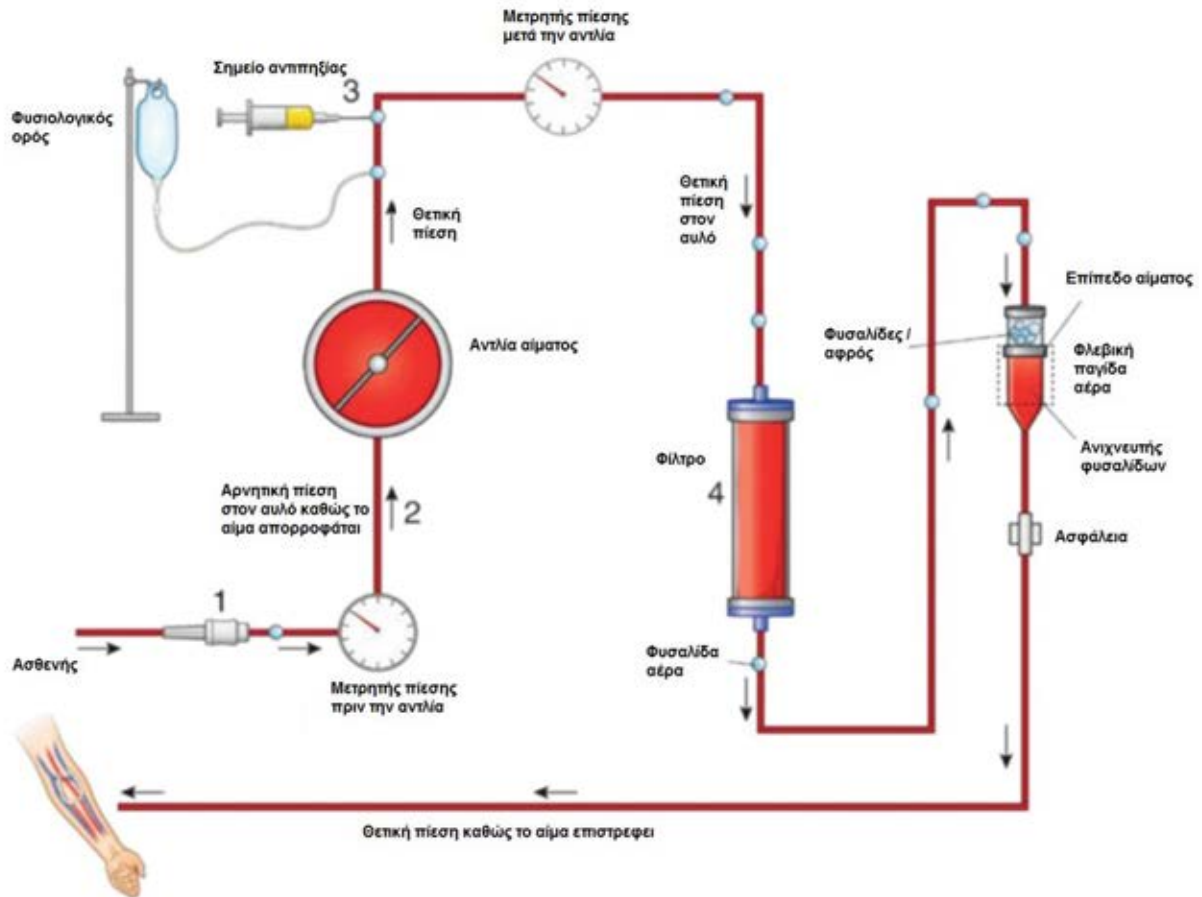 Μετρητής πίεσης
μετά την αντλία
Σημείο αντιπηξίας
3
Φυσιολογικός
ορός
Θετική
πίεση
Θετική
πίεση
στον
αυλό
Επίπεδο αίματος
Φυσαλίδες /
αφρός
Φλεβική
παγίδα
αέρα
Αντλία αίματος
Ανιχνευτής
φυσαλίδων
Φίλτρο
4
Αρνητική πίεση
στον αυλό καθώς το
αίμα απορροφάται
2
Ασφάλεια
1
Ασθενής
Φυσαλίδα
αέρα
Μετρητής πίεσης
πριν την αντλία
Θετική πίεση καθώς το αίμα επιστρεφει